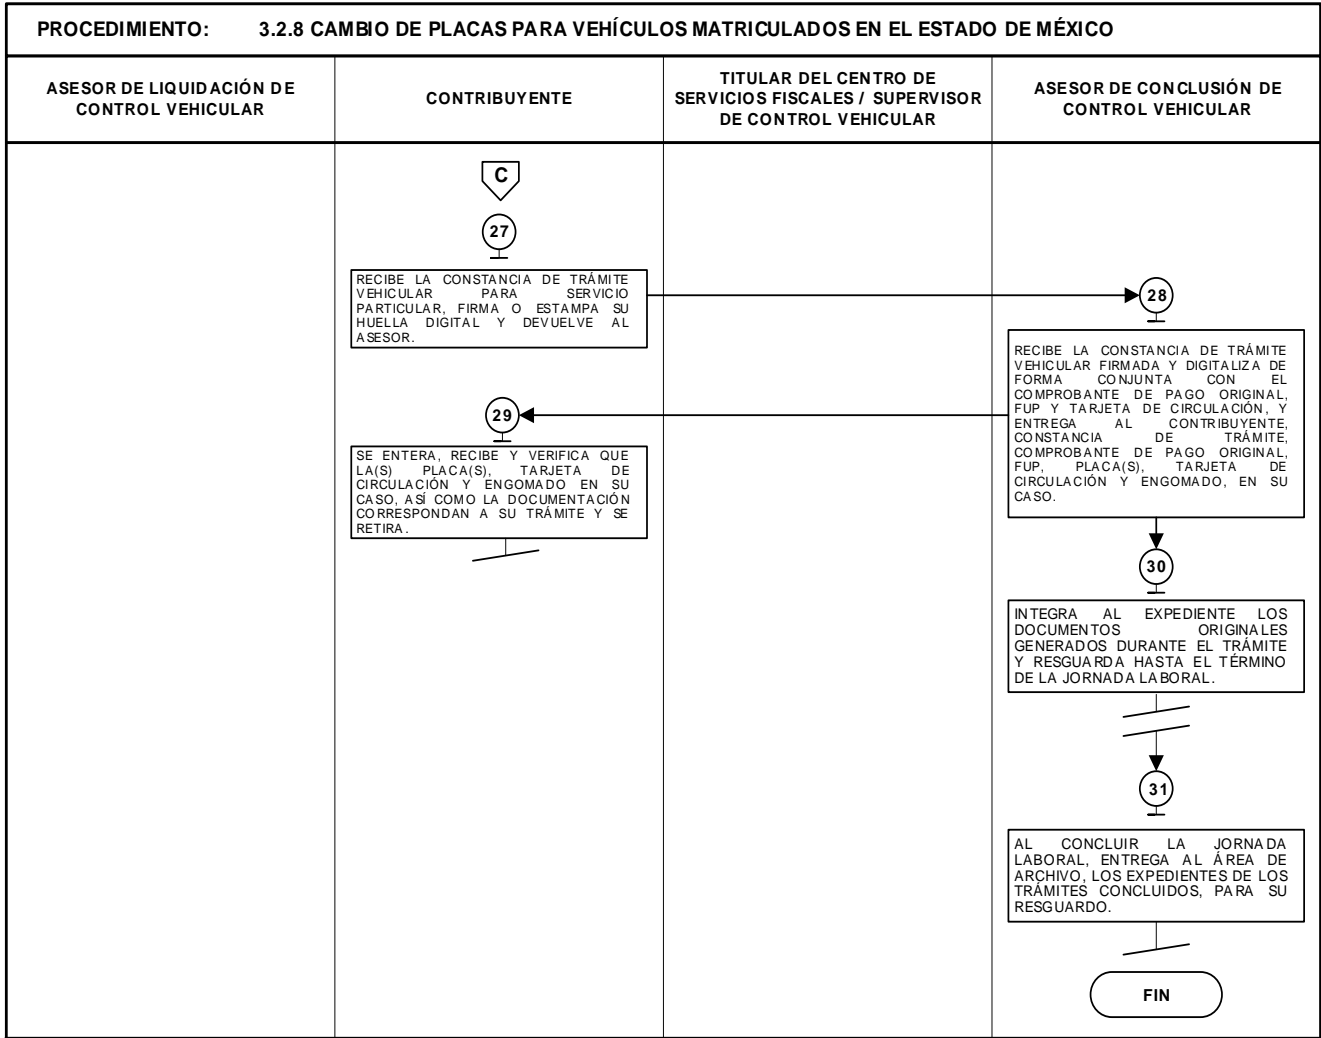 PROCEDIMIENTO: 3.2.8 CAMBIO DE PLACAS PARA VEHÍCULOS MATRICULADOS EN EL ESTADO DE MÉXICO
ASESOR DE LIQUIDACIÓN DE
CONTROL VEHICULAR
CONTRIBUYENTE
TITULAR DEL CENTRO DE
SERVICIOS FISCALES / SUPERVISOR
DE CONTROL VEHICULAR
ASESOR DE CONCLUSIÓN DE
CONTROL VEHICULAR
C
27
RECIBE LA CONSTANCIA DE TRÁMITE
VEHICULAR PARA SERVICIO
PARTICULAR, FIRMA O ESTAMPA SU
HUELLA DIGITAL Y DEVUELVE AL
ASESOR.
28
RECIBE LA CONSTANCIA DE TRÁMITE
VEHICULAR FIRMADA Y DIGITALIZA DE
FORMA CONJUNTA CON EL
COMPROBANTE DE PAGO ORIGINAL,
FUP Y TARJETA DE CIRCULACIÓN, Y
ENTREGA AL CONTRIBUYENTE,
CONSTANCIA DE TRÁMITE,
COMPROBANTE DE PAGO ORIGINAL,
FUP, PLACA(S), TARJETA DE
CIRCULACIÓN Y ENGOMADO, EN SU
CASO.
29
SE ENTERA, RECIBE Y VERIFICA QUE
LA(S) PLACA(S), TARJETA DE
CIRCULACIÓN Y ENGOMADO EN SU
CASO, ASÍ COMO LA DOCUMENTACIÓN
CORRESPONDAN A SU TRÁMITE Y SE
RETIRA.
30
INTEGRA AL EXPEDIENTE LOS
DOCUMENTOS ORIGINALES
GENERADOS DURANTE EL TRÁMITE
Y RESGUARDA HASTA EL TÉRMINO
DE LA JORNADA LABORAL.
31
AL CONCLUIR LA JORNADA
LABORAL, ENTREGA AL ÁREA DE
ARCHIVO, LOS EXPEDIENTES DE LOS
TRÁMITES CONCLUIDOS, PARA SU
RESGUARDO.
FIN